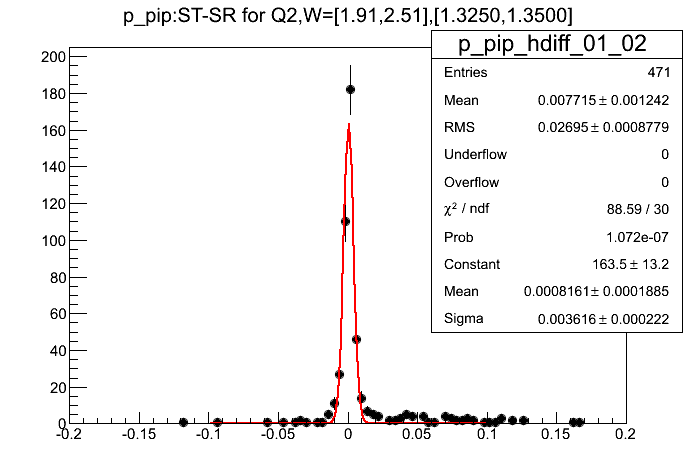 p_pip:ST-SR for Q2,W=[1.91,2.51],[1.3250,1.3500]
p_pip_hdiff_01_02
Entries 471
Mean 0.007715 ± 0.001242
RMS 0.02695 ± 0.0008779
Underflow 0
Overflow 0
χ² / ndf 88.59 / 30
Prob 1.072e-07
Constant 163.5 ± 13.2
Mean 0.0008161 ± 0.0001885
Sigma 0.003616 ± 0.000222
200
180
160
140
120
100
80
60
40
20
0
-0.2 -0.15 -0.1 -0.05 0 0.05 0.1 0.15 0.2